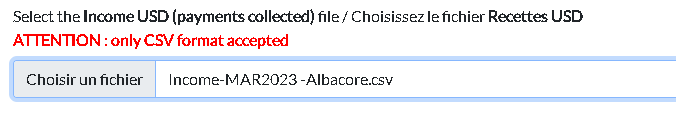 Select the Income USD (payments collected) file / Choisissez le fichier Recettes USD
ATTENTION : only CSV format accepted
Choisir un fichier Income-MAR2023 -Albacore.csv